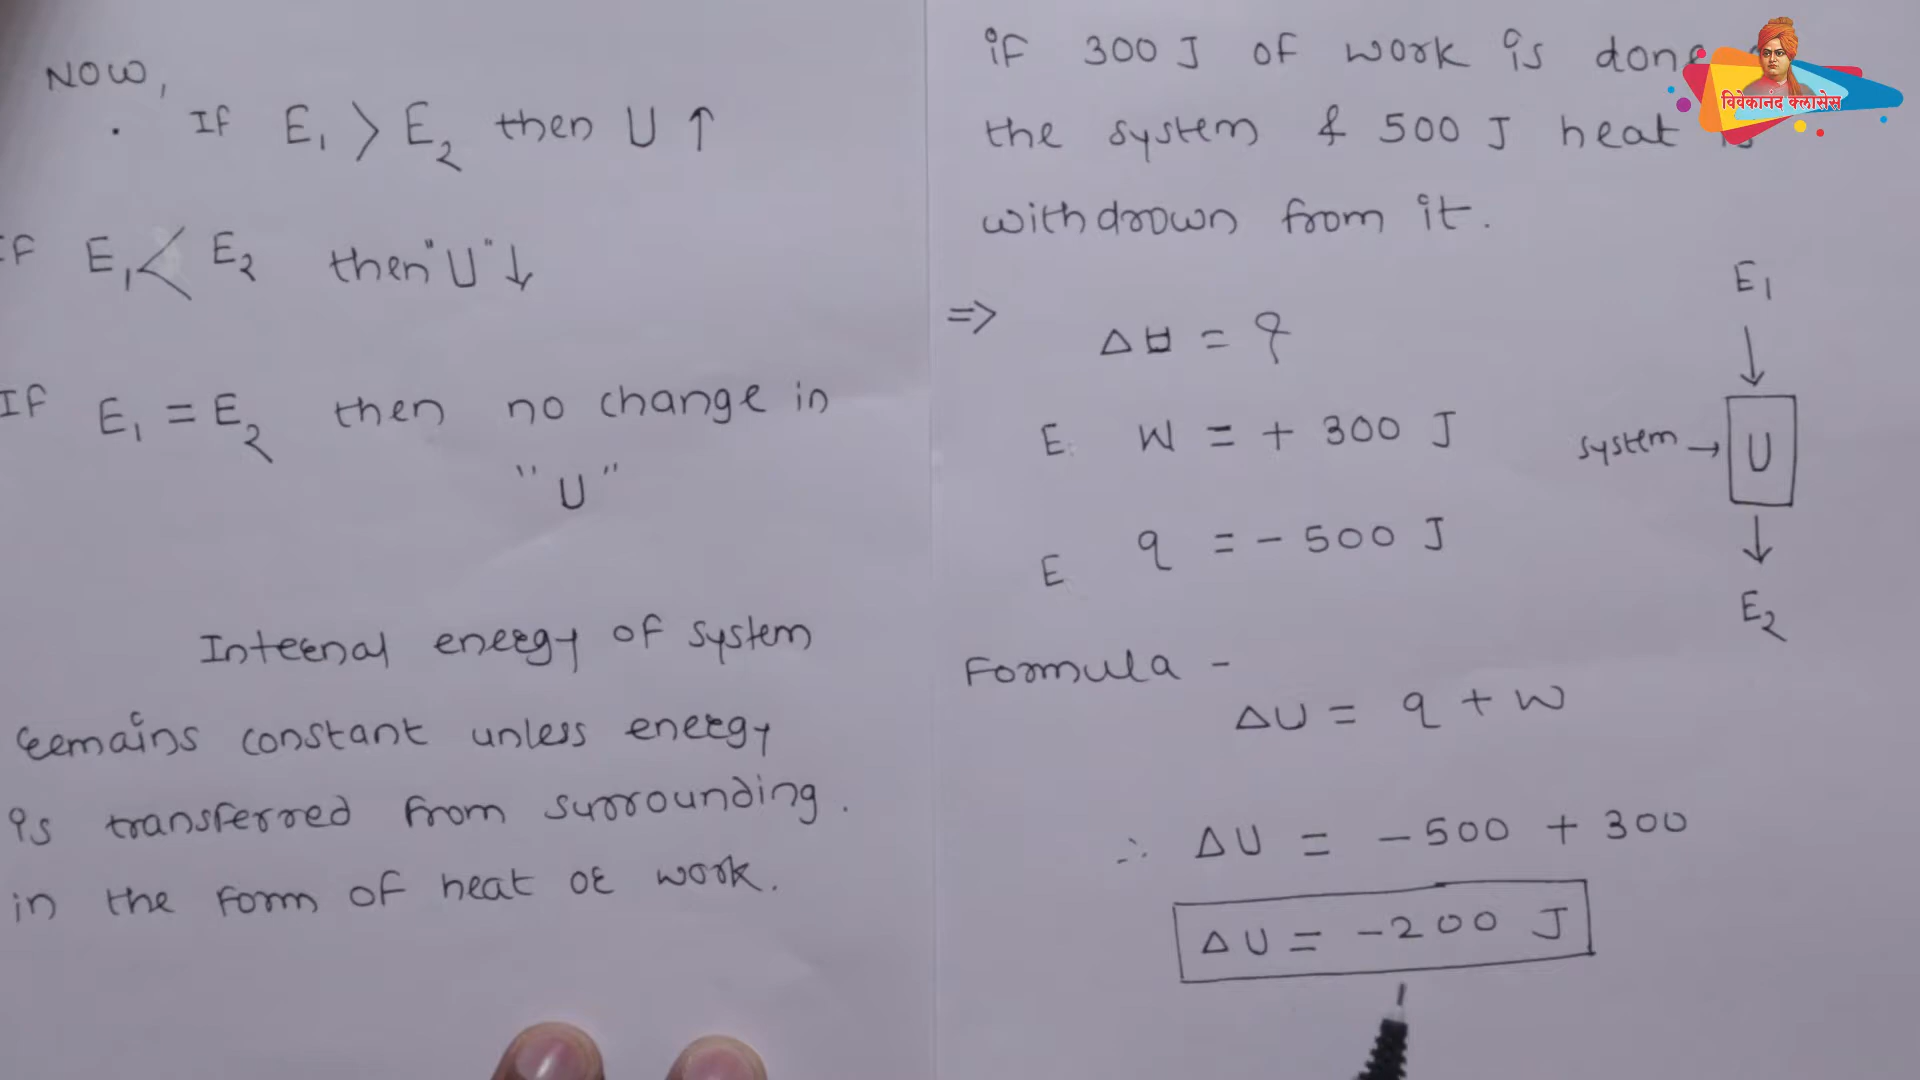 NOW,
. If E1 > E2 then U ↑
IF E1 < E2 then "U" ↓
If E1 = E2 then no change in
"U"
Internal energy of system
remains constant unless energy
is transferred from surrounding.
in the form of heat or work.
if 300 J of work is done
the system & 500 J heat is
withdrown from it.
=> ΔU = ?
E W = + 300 J
E q = - 500 J
Formula -
ΔU = q + W
∴ ΔU = - 500 + 300
ΔU = - 200 J
E1
system → U
E2
विवेकानंद क्लासेस